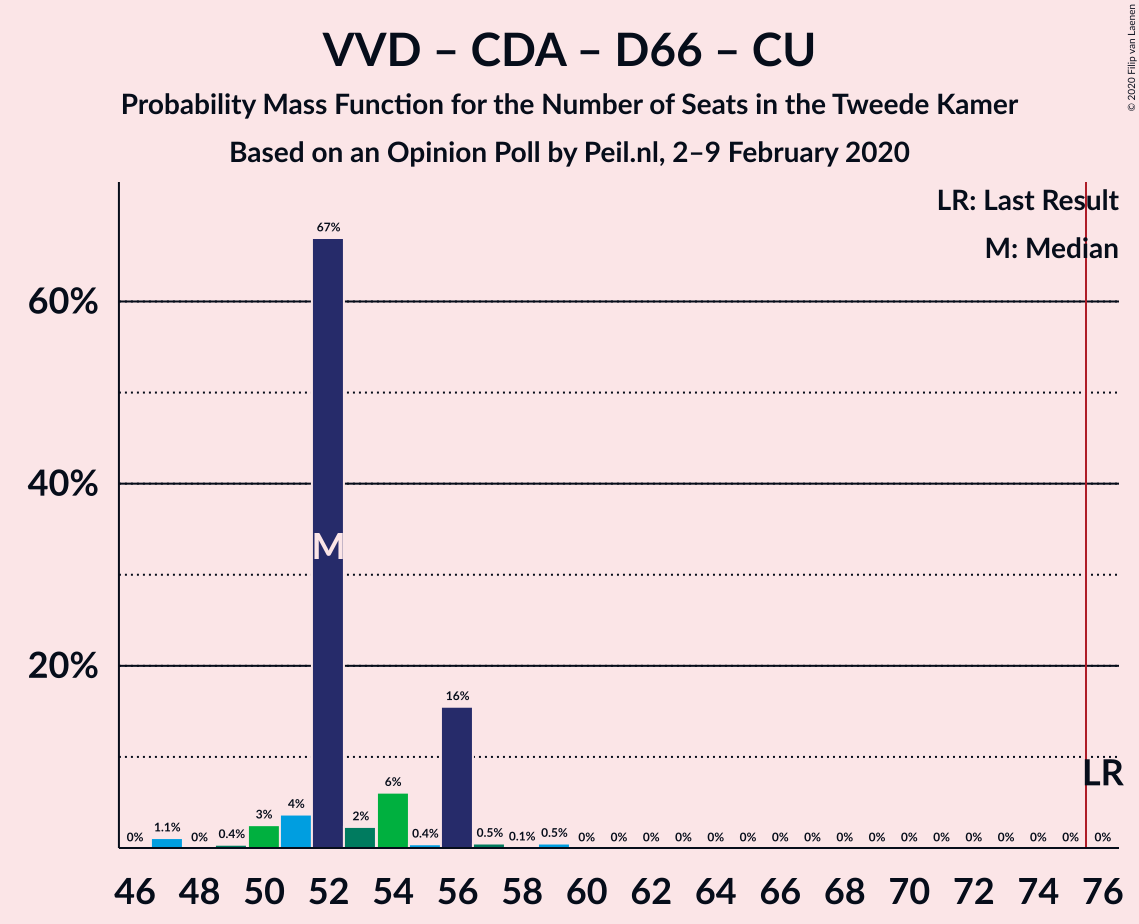 VVD – CDA – D66 – CU
Probability Mass Function for the Number of Seats in the Tweede Kamer
Based on an Opinion Poll by Peil.nl, 2–9 February 2020
© 2020 Filip van Laenen
LR: Last Result
M: Median
60%
40%
20%
0% 1.1% 0% 0.4% 3% 4% 67% 2% 6% 0.4% 16% 0.5% 0.1% 0.5% 0% 0% 0% 0% 0% 0% 0% 0% 0% 0% 0% 0% 0% 0% 0% 0% 0%
M
LR
46 48 50 52 54 56 58 60 62 64 66 68 70 72 74 76